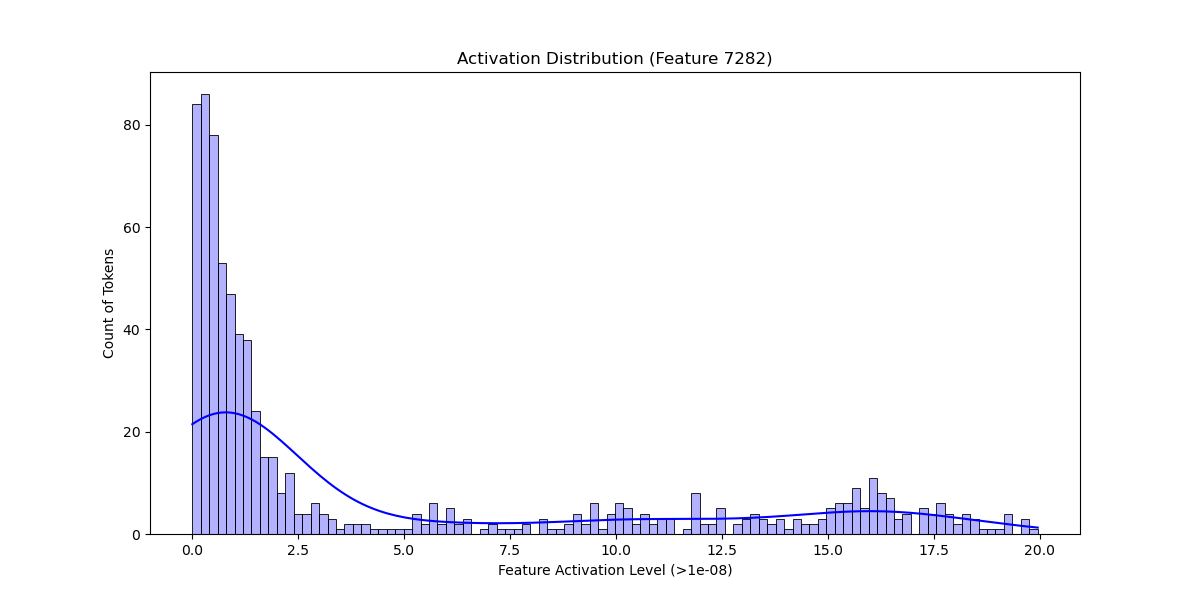 Activation Distribution (Feature 7282)
80
60
40
20
0
Count of Tokens
0.0 2.5 5.0 7.5 10.0 12.5 15.0 17.5 20.0
Feature Activation Level (>1e-08)